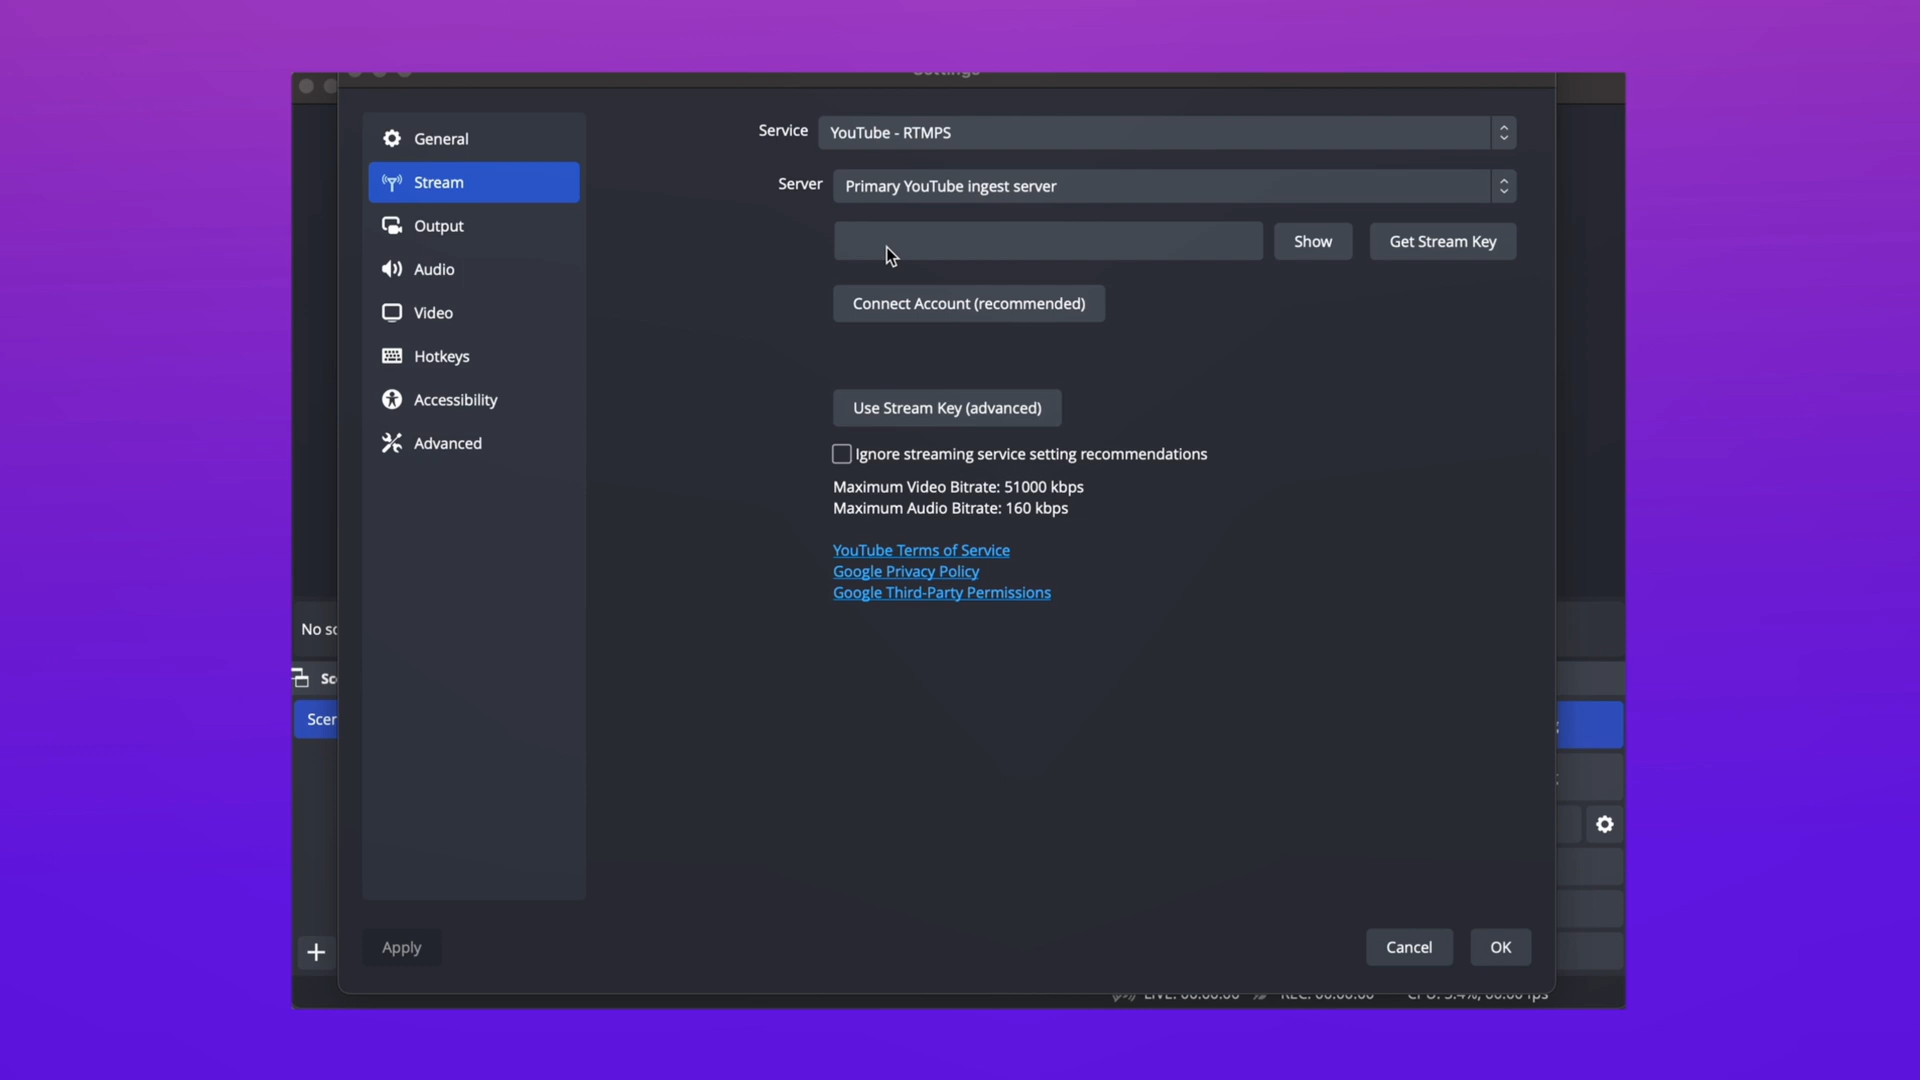 Settings
General
Stream
Output
Audio
Video
Hotkeys
Accessibility
Advanced
Service YouTube - RTMPS
Server Primary YouTube ingest server
Show Get Stream Key
Connect Account (recommended)
Use Stream Key (advanced)
Ignore streaming service setting recommendations
Maximum Video Bitrate: 51000 kbps
Maximum Audio Bitrate: 160 kbps
YouTube Terms of Service
Google Privacy Policy
Google Third-Party Permissions
No
Apply Cancel OK